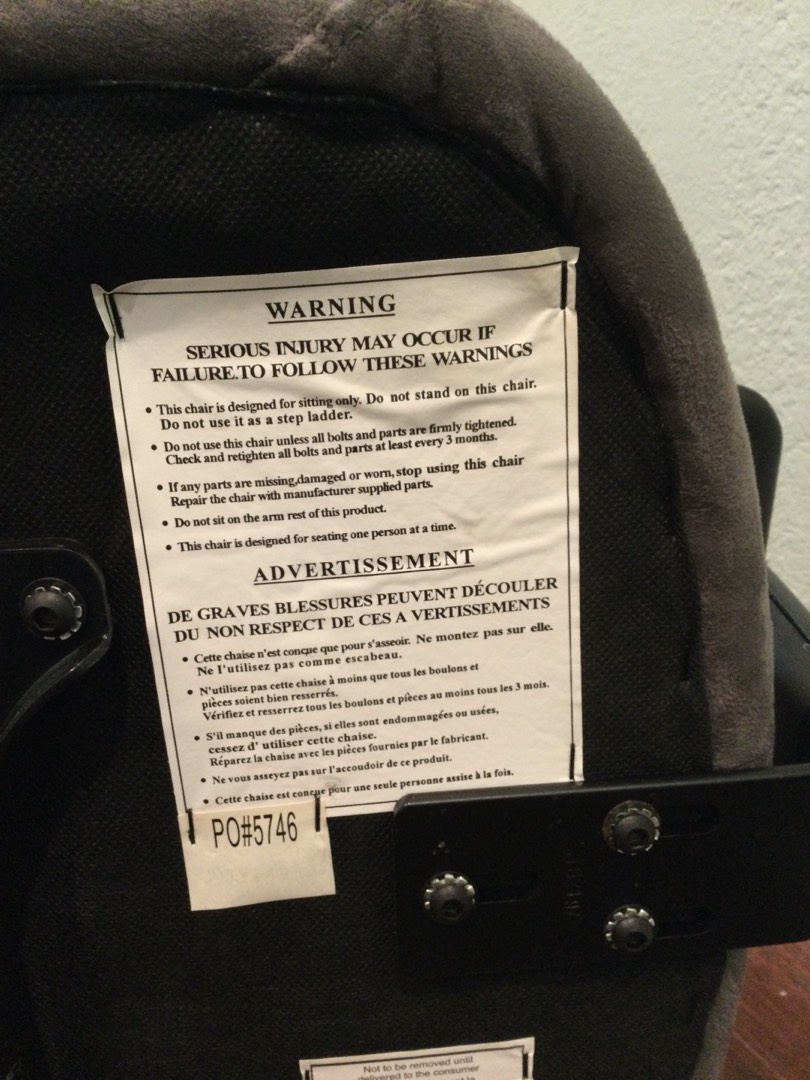 WARNING
SERIOUS INJURY MAY OCCUR IF
FAILURE.TO FOLLOW THESE WARNINGS
• This chair is designed for sitting only. Do not stand on this chair.
Do not use it as a step ladder.
• Do not use this chair unless all bolts and parts are firmly tightened.
Check and retighten all bolts and parts at least every 3 months.
• If any parts are missing,damaged or worn, stop using this chair
Repair the chair with manufacturer supplied parts.
• Do not sit on the arm rest of this product.
• This chair is designed for seating one person at a time.
ADVERTISSEMENT
DE GRAVES BLESSURES PEUVENT DÉCOULER
DU NON RESPECT DE CES A VERTISSEMENTS
• Cette chaise n'est conçue que pour s'asseoir. Ne montez pas sur elle.
Ne l'utilisez pas comme escabeau.
• N'utilisez pas cette chaise à moins que tous les boulons et
pièces soient bien resserrés.
Vérifiez et resserrez tous les boulons et pièces au moins tous les 3 mois.
• S'il manque des pièces, si elles sont endommagées ou usées,
cessez d' utiliser cette chaise.
Réparez la chaise avec les pièces fournies par le fabricant.
• Ne vous asseyez pas sur l'accoudoir de ce produit.
• Cette chaise est conçue pour une seule personne assise à la fois.
PO#5746
Not to be removed until
delivered to the consumer